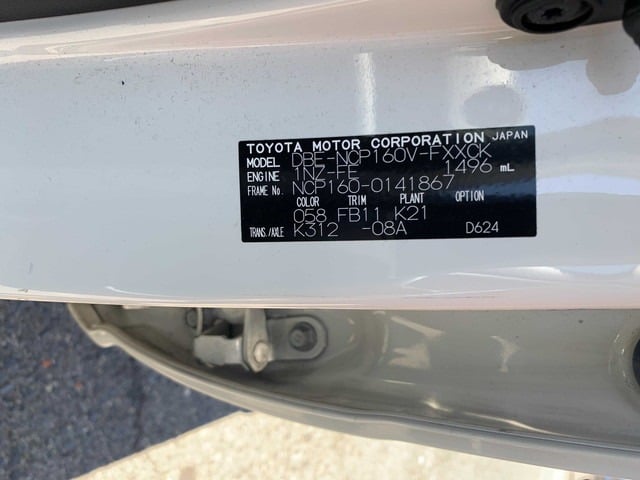 TOYOTA MOTOR CORPORATION JAPAN
MODEL DBE-NCP160V-FXXCK
ENGINE 1NZ-FE 1496 mL
FRAME No. NCP160-0141867
COLOR TRIM PLANT OPTION
058 FB11 K21
TRANS./AXLE K312 -08A D624